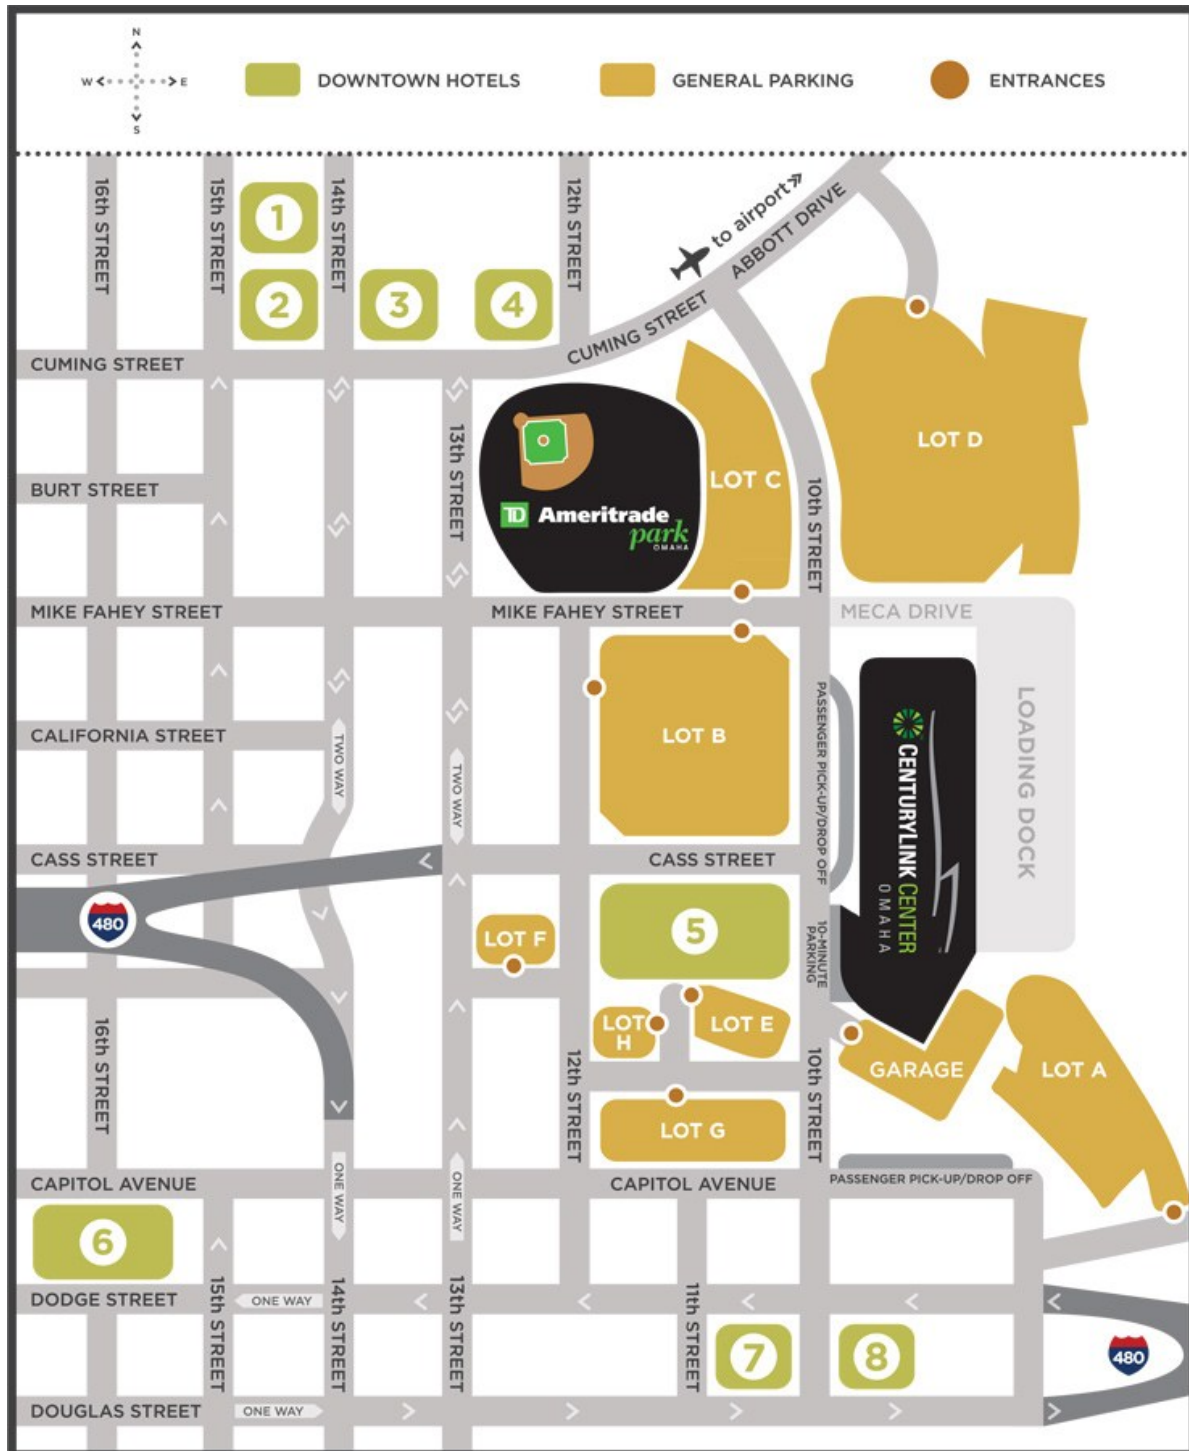 N
W
E
S
DOWNTOWN HOTELS
GENERAL PARKING
ENTRANCES
16th STREET
15th STREET
1
14th STREET
12th STREET
to airport
ABBOTT DRIVE
2
3
4
CUMING STREET
CUMING STREET
13th STREET
BURT STREET
TD Ameritrade
park
OMAHA
LOT C
10th STREET
LOT D
MIKE FAHEY STREET
MIKE FAHEY STREET
MECA DRIVE
CALIFORNIA STREET
TWO WAY
TWO WAY
LOT B
PASSENGER PICK-UP/DROP OFF
CENTURYLINK CENTER
OMAHA
LOADING DOCK
CASS STREET
CASS STREET
480
LOT F
5
10-MINUTE
PARKING
16th STREET
12th STREET
LOT
H
LOT E
10th STREET
GARAGE
LOT A
LOT G
CAPITOL AVENUE
ONE WAY
ONE WAY
CAPITOL AVENUE
PASSENGER PICK-UP/DROP OFF
6
15th STREET
14th STREET
13th STREET
11th STREET
DODGE STREET
ONE WAY
7
8
480
DOUGLAS STREET
ONE WAY